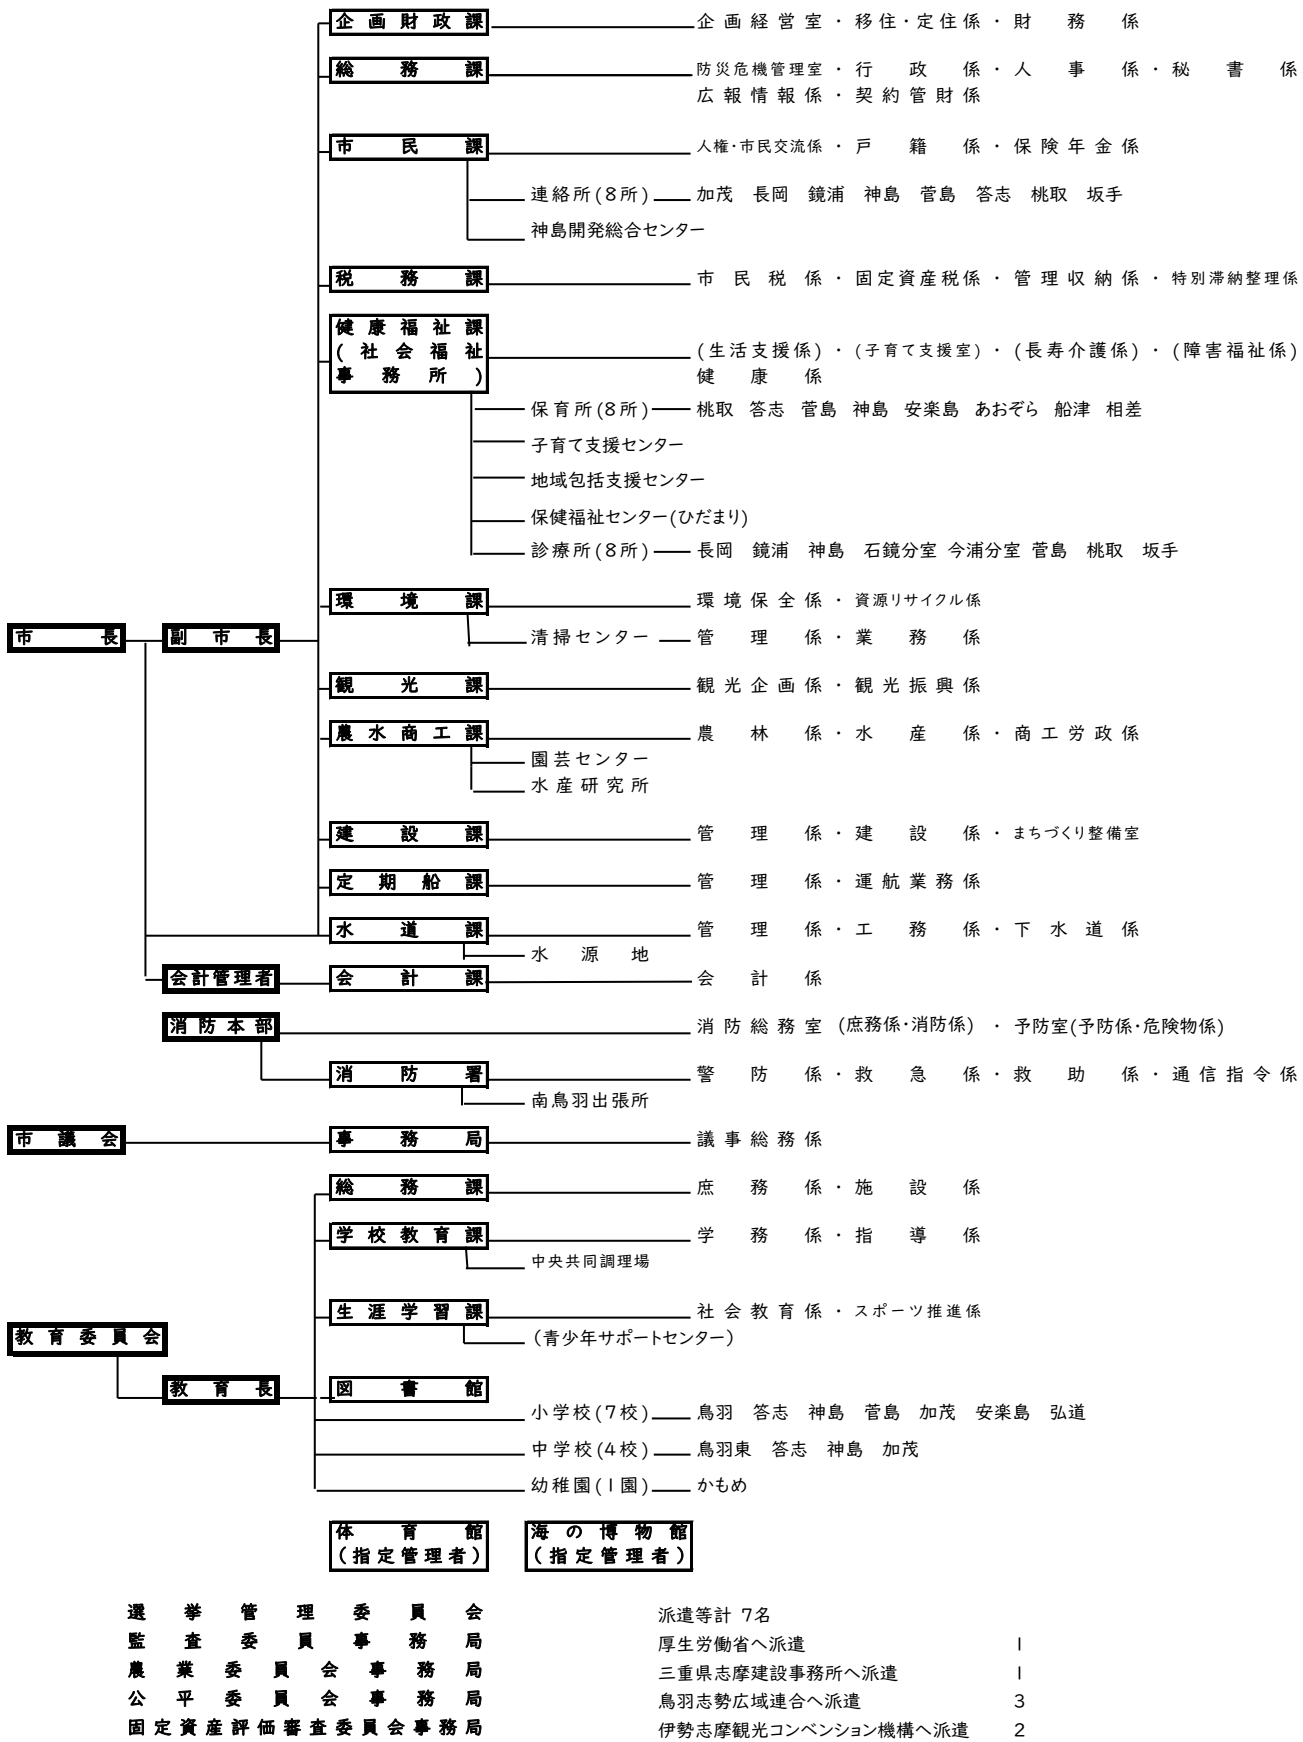 企画財政課 企画経営室・移住・定住係・財務係
総務課 防災危機管理室・行政係・人事係・秘書係
広報情報係・契約管財係
市民課 人権・市民交流係・戸籍係・保険年金係
連絡所(8所) 加茂 長岡 鏡浦 神島 菅島 答志 桃取 坂手
神島開発総合センター
税務課 市民税係・固定資産税係・管理収納係・特別滞納整理係
健康福祉課
(社会福祉 (生活支援係)・(子育て支援室)・(長寿介護係)・(障害福祉係)
事務所) 健康係
保育所(8所) 桃取 答志 菅島 神島 安楽島 あおぞら 船津 相差
子育て支援センター
地域包括支援センター
保健福祉センター(ひだまり)
診療所(8所) 長岡 鏡浦 神島 石鏡分室 今浦分室 菅島 桃取 坂手
環境課 環境保全係・資源リサイクル係
市長 副市長 清掃センター 管理係・業務係
観光課 観光企画係・観光振興係
農水商工課 農林係・水産係・商工労政係
園芸センター
水産研究所
建設課 管理係・建設係・まちづくり整備室
定期船課 管理係・運航業務係
水道課 管理係・工務係・下水道係
水源地
会計管理者 会計課 会計係
消防本部 消防総務室(庶務係・消防係)・予防室(予防係・危険物係)
消防署 警防係・救急係・救助係・通信指令係
南鳥羽出張所
市議会 事務局 議事総務係
総務課 庶務係・施設係
学校教育課 学務係・指導係
中央共同調理場
生涯学習課 社会教育係・スポーツ推進係
教育委員会 (青少年サポートセンター)
教育長 図書館
小学校(7校) 鳥羽 答志 神島 菅島 加茂 安楽島 弘道
中学校(4校) 鳥羽東 答志 神島 加茂
幼稚園(1園) かもめ
体育館 海の博物館
(指定管理者) (指定管理者)
選挙管理委員会 派遣等計 7名
監査委員事務局 厚生労働省へ派遣 1
農業委員会事務局 三重県志摩建設事務所へ派遣 1
公平委員会事務局 鳥羽志勢広域連合へ派遣 3
固定資産評価審査委員会事務局 伊勢志摩観光コンベンション機構へ派遣 2